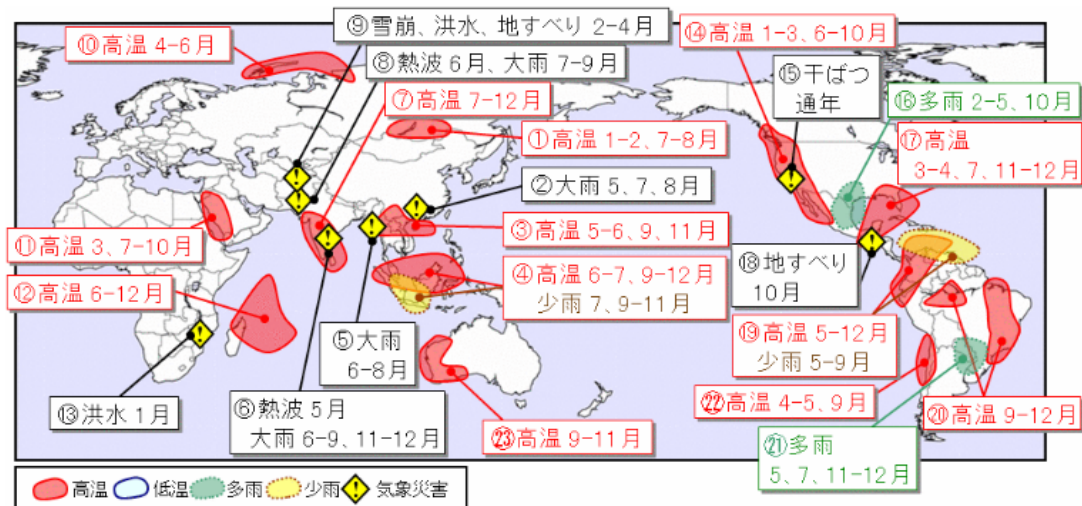 ⑨雪崩、洪水、地すべり 2-4月
⑩高温 4-6月
⑧熱波 6月、大雨 7-9月
⑭高温 1-3、6-10月
⑮干ばつ
通年
⑦高温 7-12月
⑯多雨 2-5、10月
①高温 1-2、7-8月
⑰高温
3-4、7、11-12月
②大雨 5、7、8月
③高温 5-6、9、11月
⑪高温 3、7-10月
⑱地すべり
10月
④高温 6-7、9-12月
少雨 7、9-11月
⑫高温 6-12月
⑲高温 5-12月
少雨 5-9月
⑤大雨
6-8月
⑬洪水 1月
⑥熱波 5月
大雨 6-9、11-12月
㉒高温 4-5、9月
⑳高温 9-12月
㉓高温 9-11月
㉑多雨
5、7、11-12月
高温 低温 多雨 少雨 気象災害